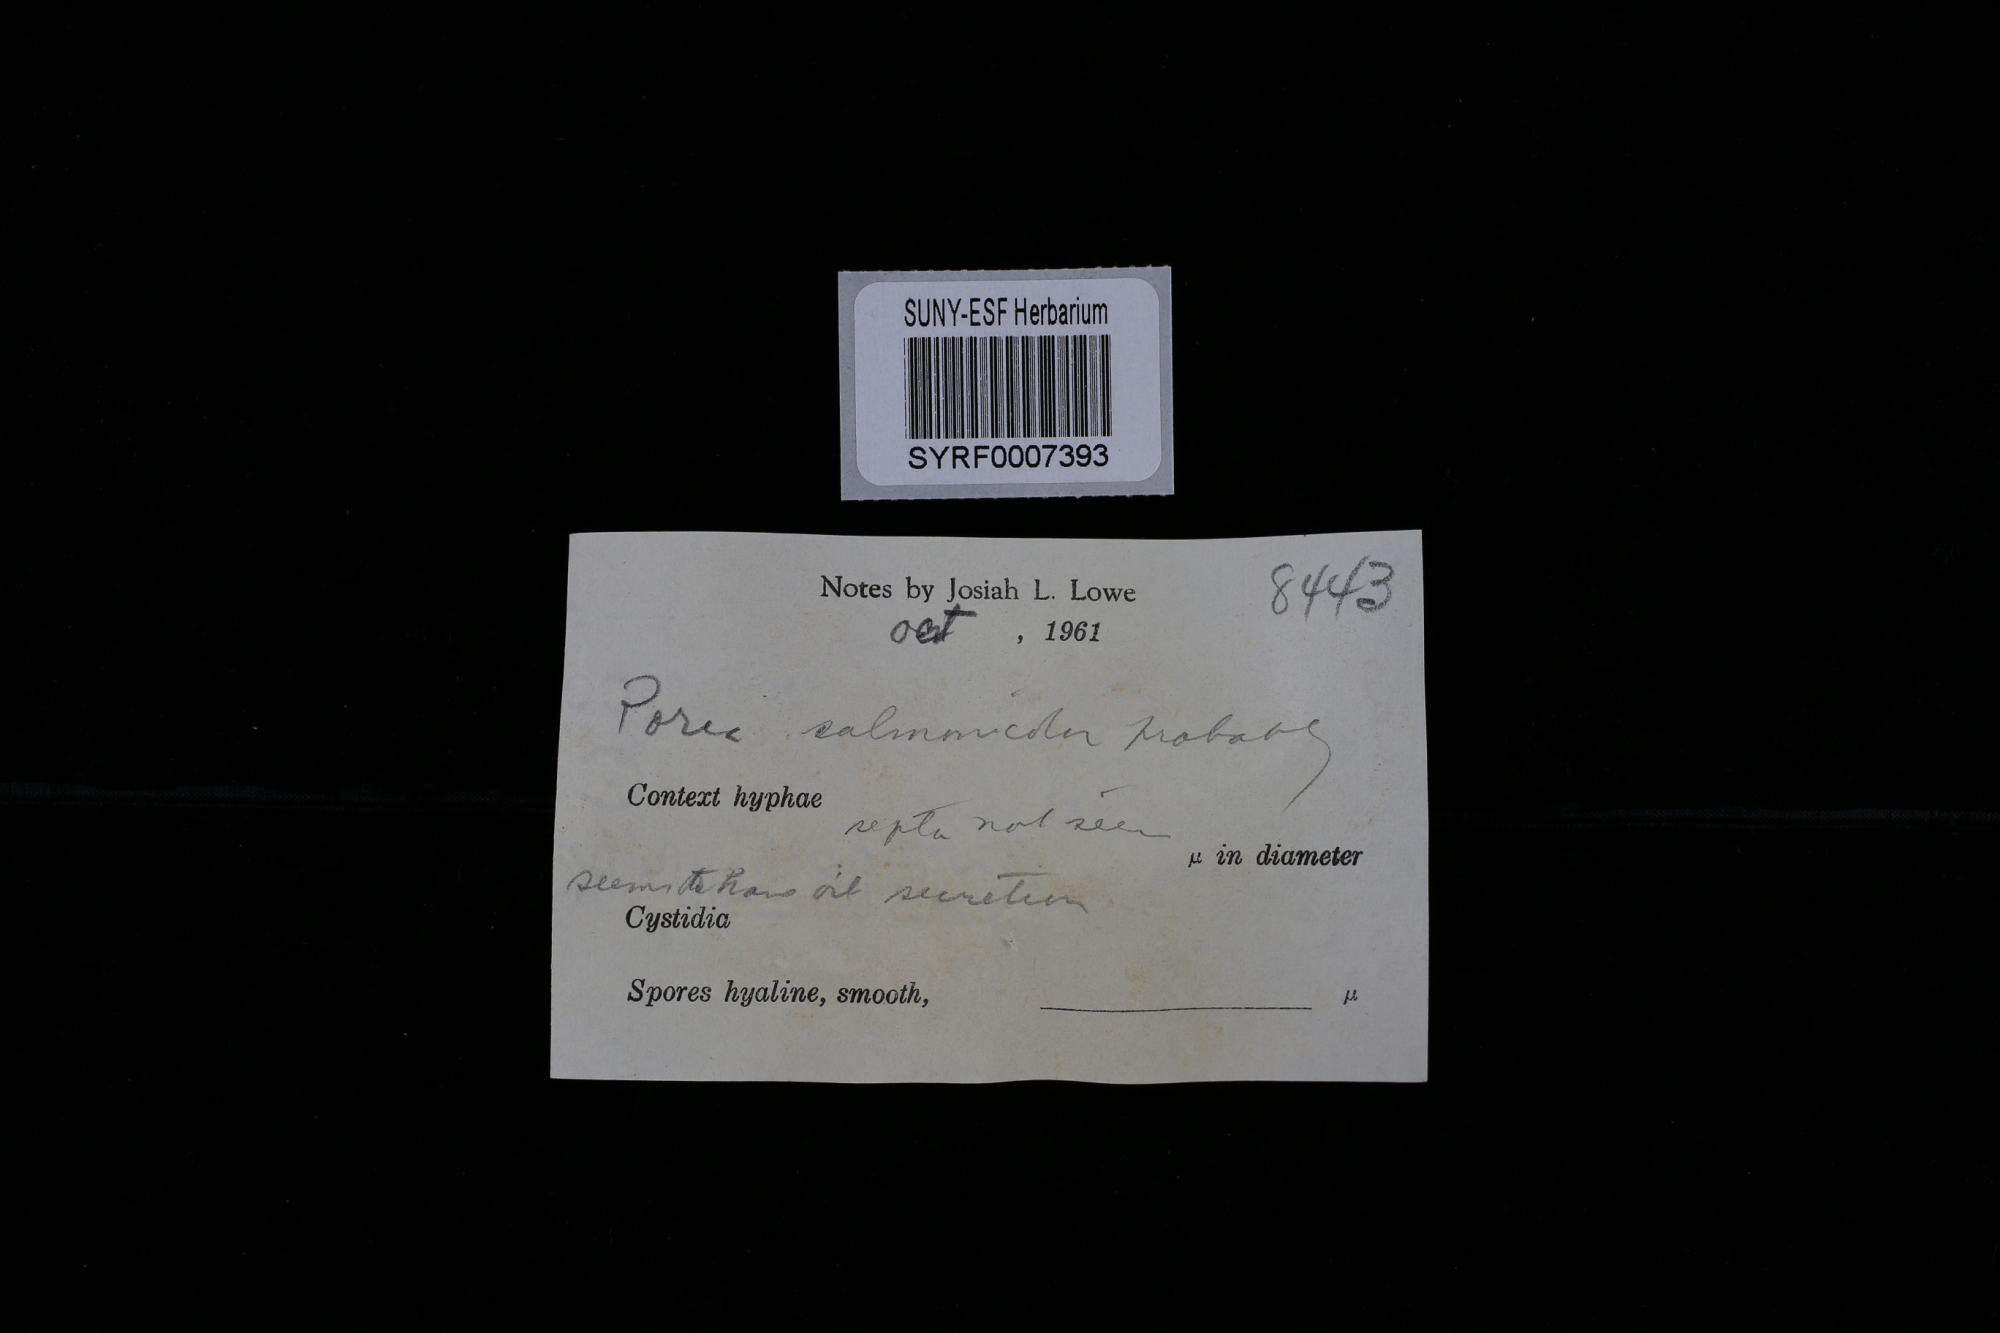 SUNY-ESF Herbarium
SYRF0007393
8443
Notes by Josiah L. Lowe
oct , 1961
Poria salmonicolor probably
Context hyphae
septa not seen
µ in diameter
seems to have oil secretion
Cystidia
Spores hyaline, smooth, µ